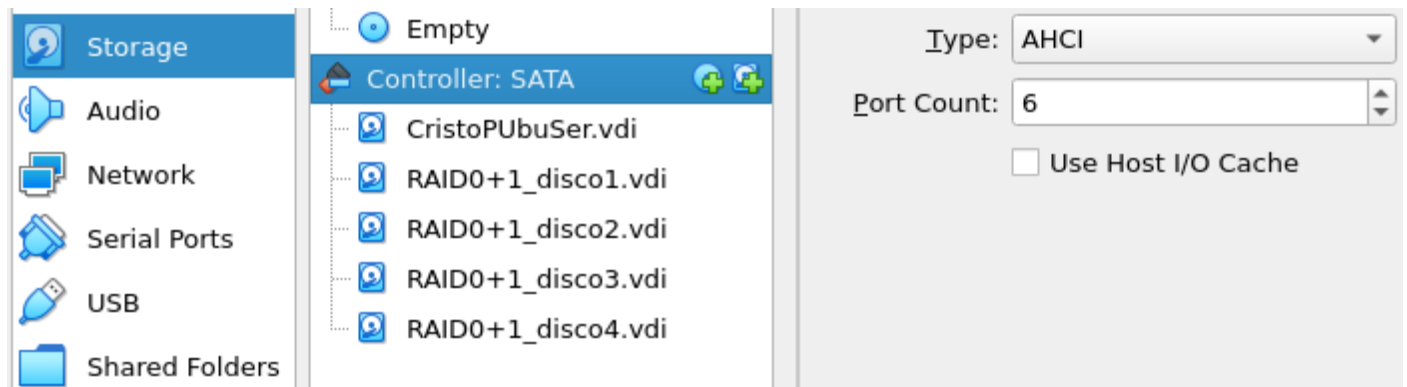 Storage
Audio
Network
Serial Ports
USB
Shared Folders
Empty
Controller: SATA
CristoPUbuSer.vdi
RAID0+1_disco1.vdi
RAID0+1_disco2.vdi
RAID0+1_disco3.vdi
RAID0+1_disco4.vdi
Type: AHCI
Port Count: 6
Use Host I/O Cache